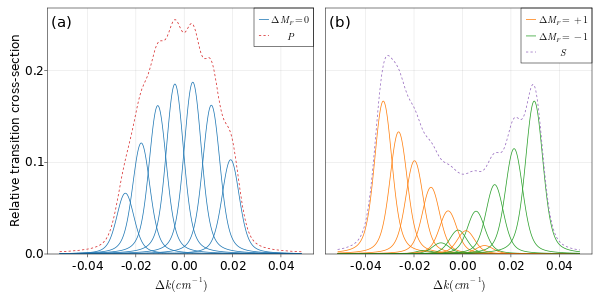 (a)
ΔM_F=0
P
(b)
ΔM_F= +1
ΔM_F= −1
S
Relative transition cross-section
0.2
0.1
0.0
-0.04 -0.02 0.00 0.02 0.04
-0.04 -0.02 0.00 0.02 0.04
Δk(cm⁻¹)
Δk(cm⁻¹)